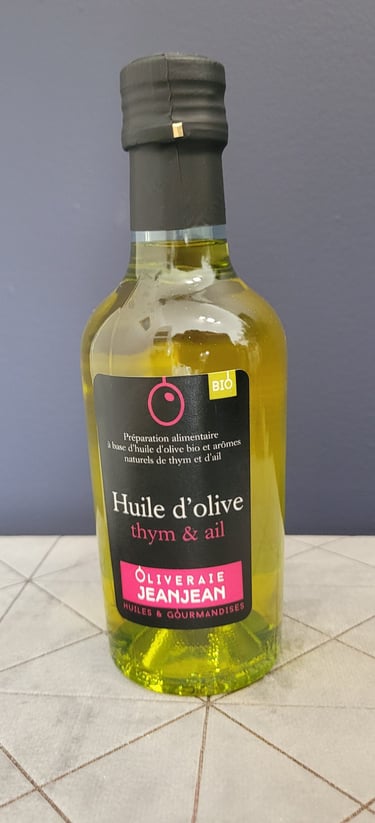 BIO
Préparation alimentaire
à base d'huile d'olive bio et arômes
naturels de thym et d'ail
Huile d'olive
thym & ail
OLIVERAIE
JEANJEAN
HUILES & GOURMANDISES